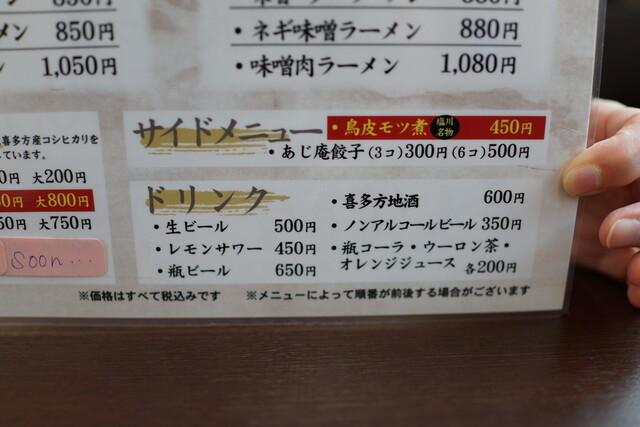 850円
1,050円
・ネギ味噌ラーメン 880円
・味噌肉ラーメン 1,080円
喜多方産コシヒカリを
ています。
大200円
大800円
大750円
Soon...
サイドメニュー
・鳥皮モツ煮 塩川名物 450円
・あじ庵餃子(3コ)300円(6コ)500円
ドリンク
・生ビール 500円
・レモンサワー 450円
・瓶ビール 650円
・喜多方地酒 600円
・ノンアルコールビール 350円
・瓶コーラ・ウーロン茶・
オレンジジュース 各200円
※価格はすべて税込みです ※メニューによって順番が前後する場合がございます